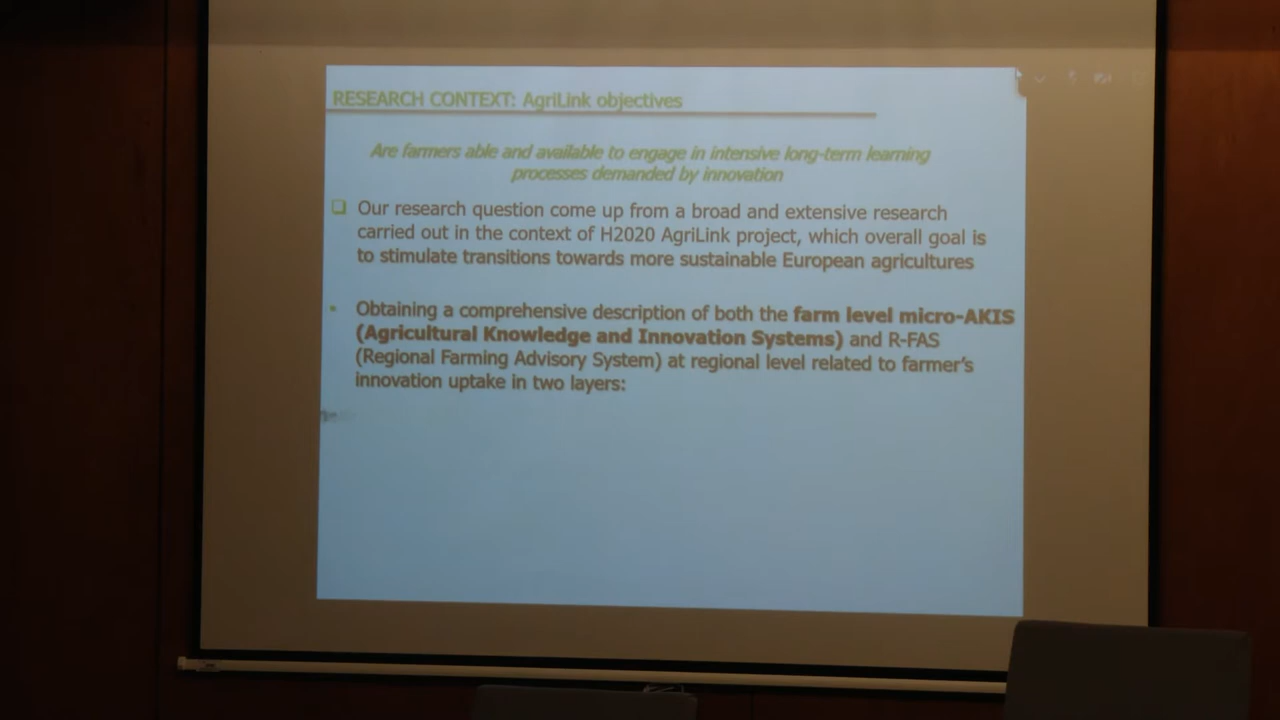 RESEARCH CONTEXT: AgriLink objectives
Are farmers able and available to engage in intensive long-term learning
processes demanded by innovation
Our research question come up from a broad and extensive research
carried out in the context of H2020 AgriLink project, which overall goal is
to stimulate transitions towards more sustainable European agricultures
Obtaining a comprehensive description of both the farm level micro-AKIS
(Agricultural Knowledge and Innovation Systems) and R-FAS
(Regional Farming Advisory System) at regional level related to farmer's
innovation uptake in two layers: